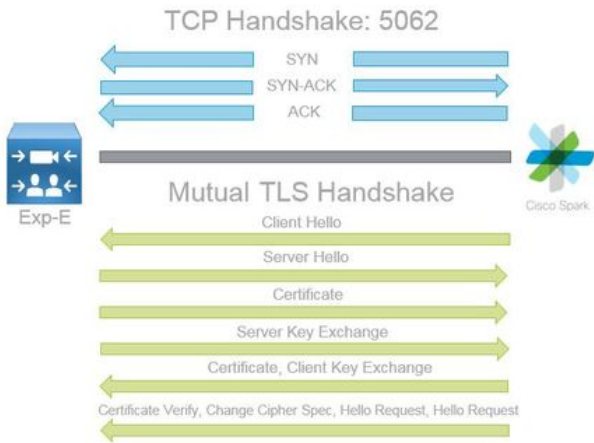 TCP Handshake: 5062
SYN
SYN-ACK
ACK
Exp-E
Cisco Spark
Mutual TLS Handshake
Client Hello
Server Hello
Certificate
Server Key Exchange
Certificate, Client Key Exchange
Certificate Verify, Change Cipher Spec, Hello Request, Hello Request